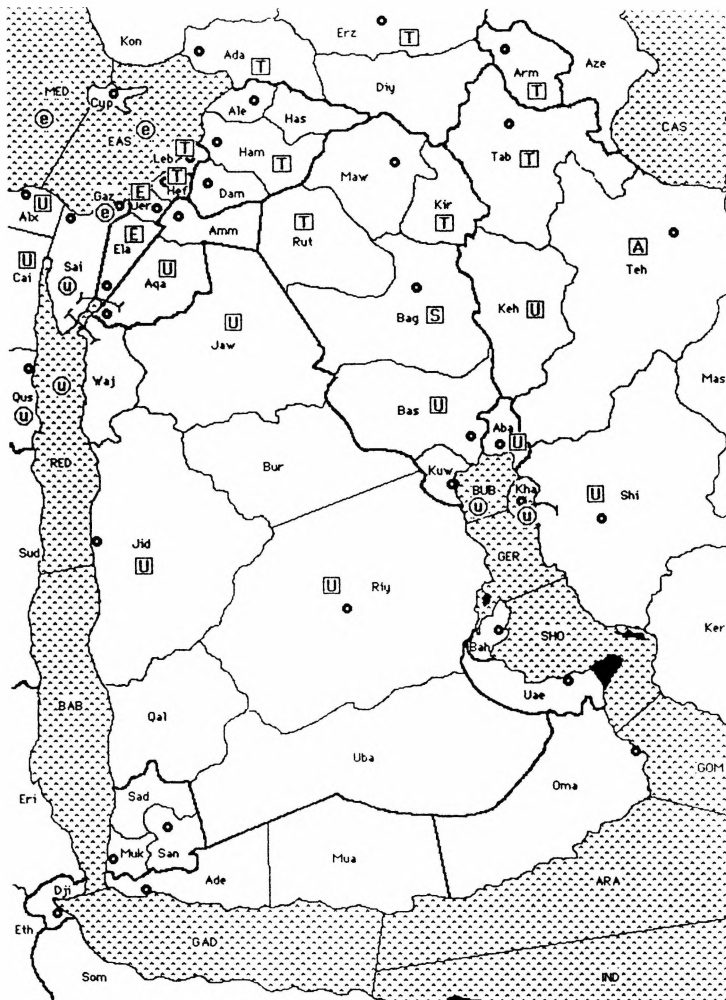 Kon
Ada
T
Erz
T
Diy
Arm
T
Aze
MED
e
Cyp
EAS
e
Ale
Has
CAS
Leb
T
Ham
T
Tab
T
Maw
Hef
T
Dam
Kir
T
Alx
U
Gaz
e
Jer
E
Amm
Rut
T
A
Teh
Ela
E
Cai
U
Sai
u
Aqa
U
Bag
S
Keh
U
Jaw
U
Waj
Mas
Qus
u
u
Bas
U
Aba
U
RED
Bur
Kuw
BUB
u
Kha
u
U
Shi
Sud
Jid
U
GER
U
Riy
Ker
SHO
Bah
Uae
BAB
Qal
Uba
GOM
Oma
Eri
Sad
Muk
San
Mua
Ade
ARA
Dji
Eth
GAD
Som
IND